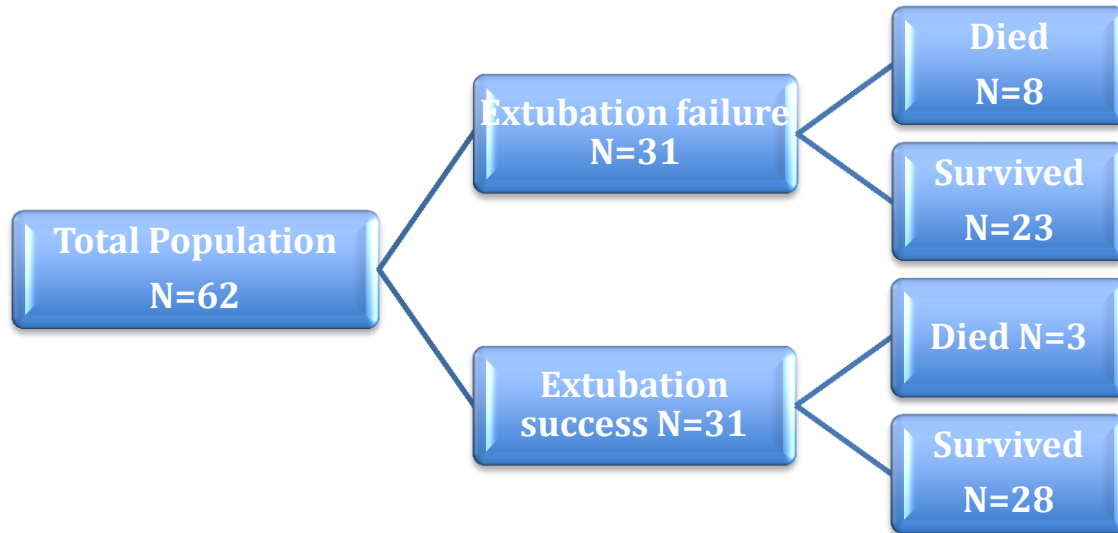 Total Population
N=62
Extubation failure
N=31
Extubation
success N=31
Died
N=8
Survived
N=23
Died N=3
Survived
N=28